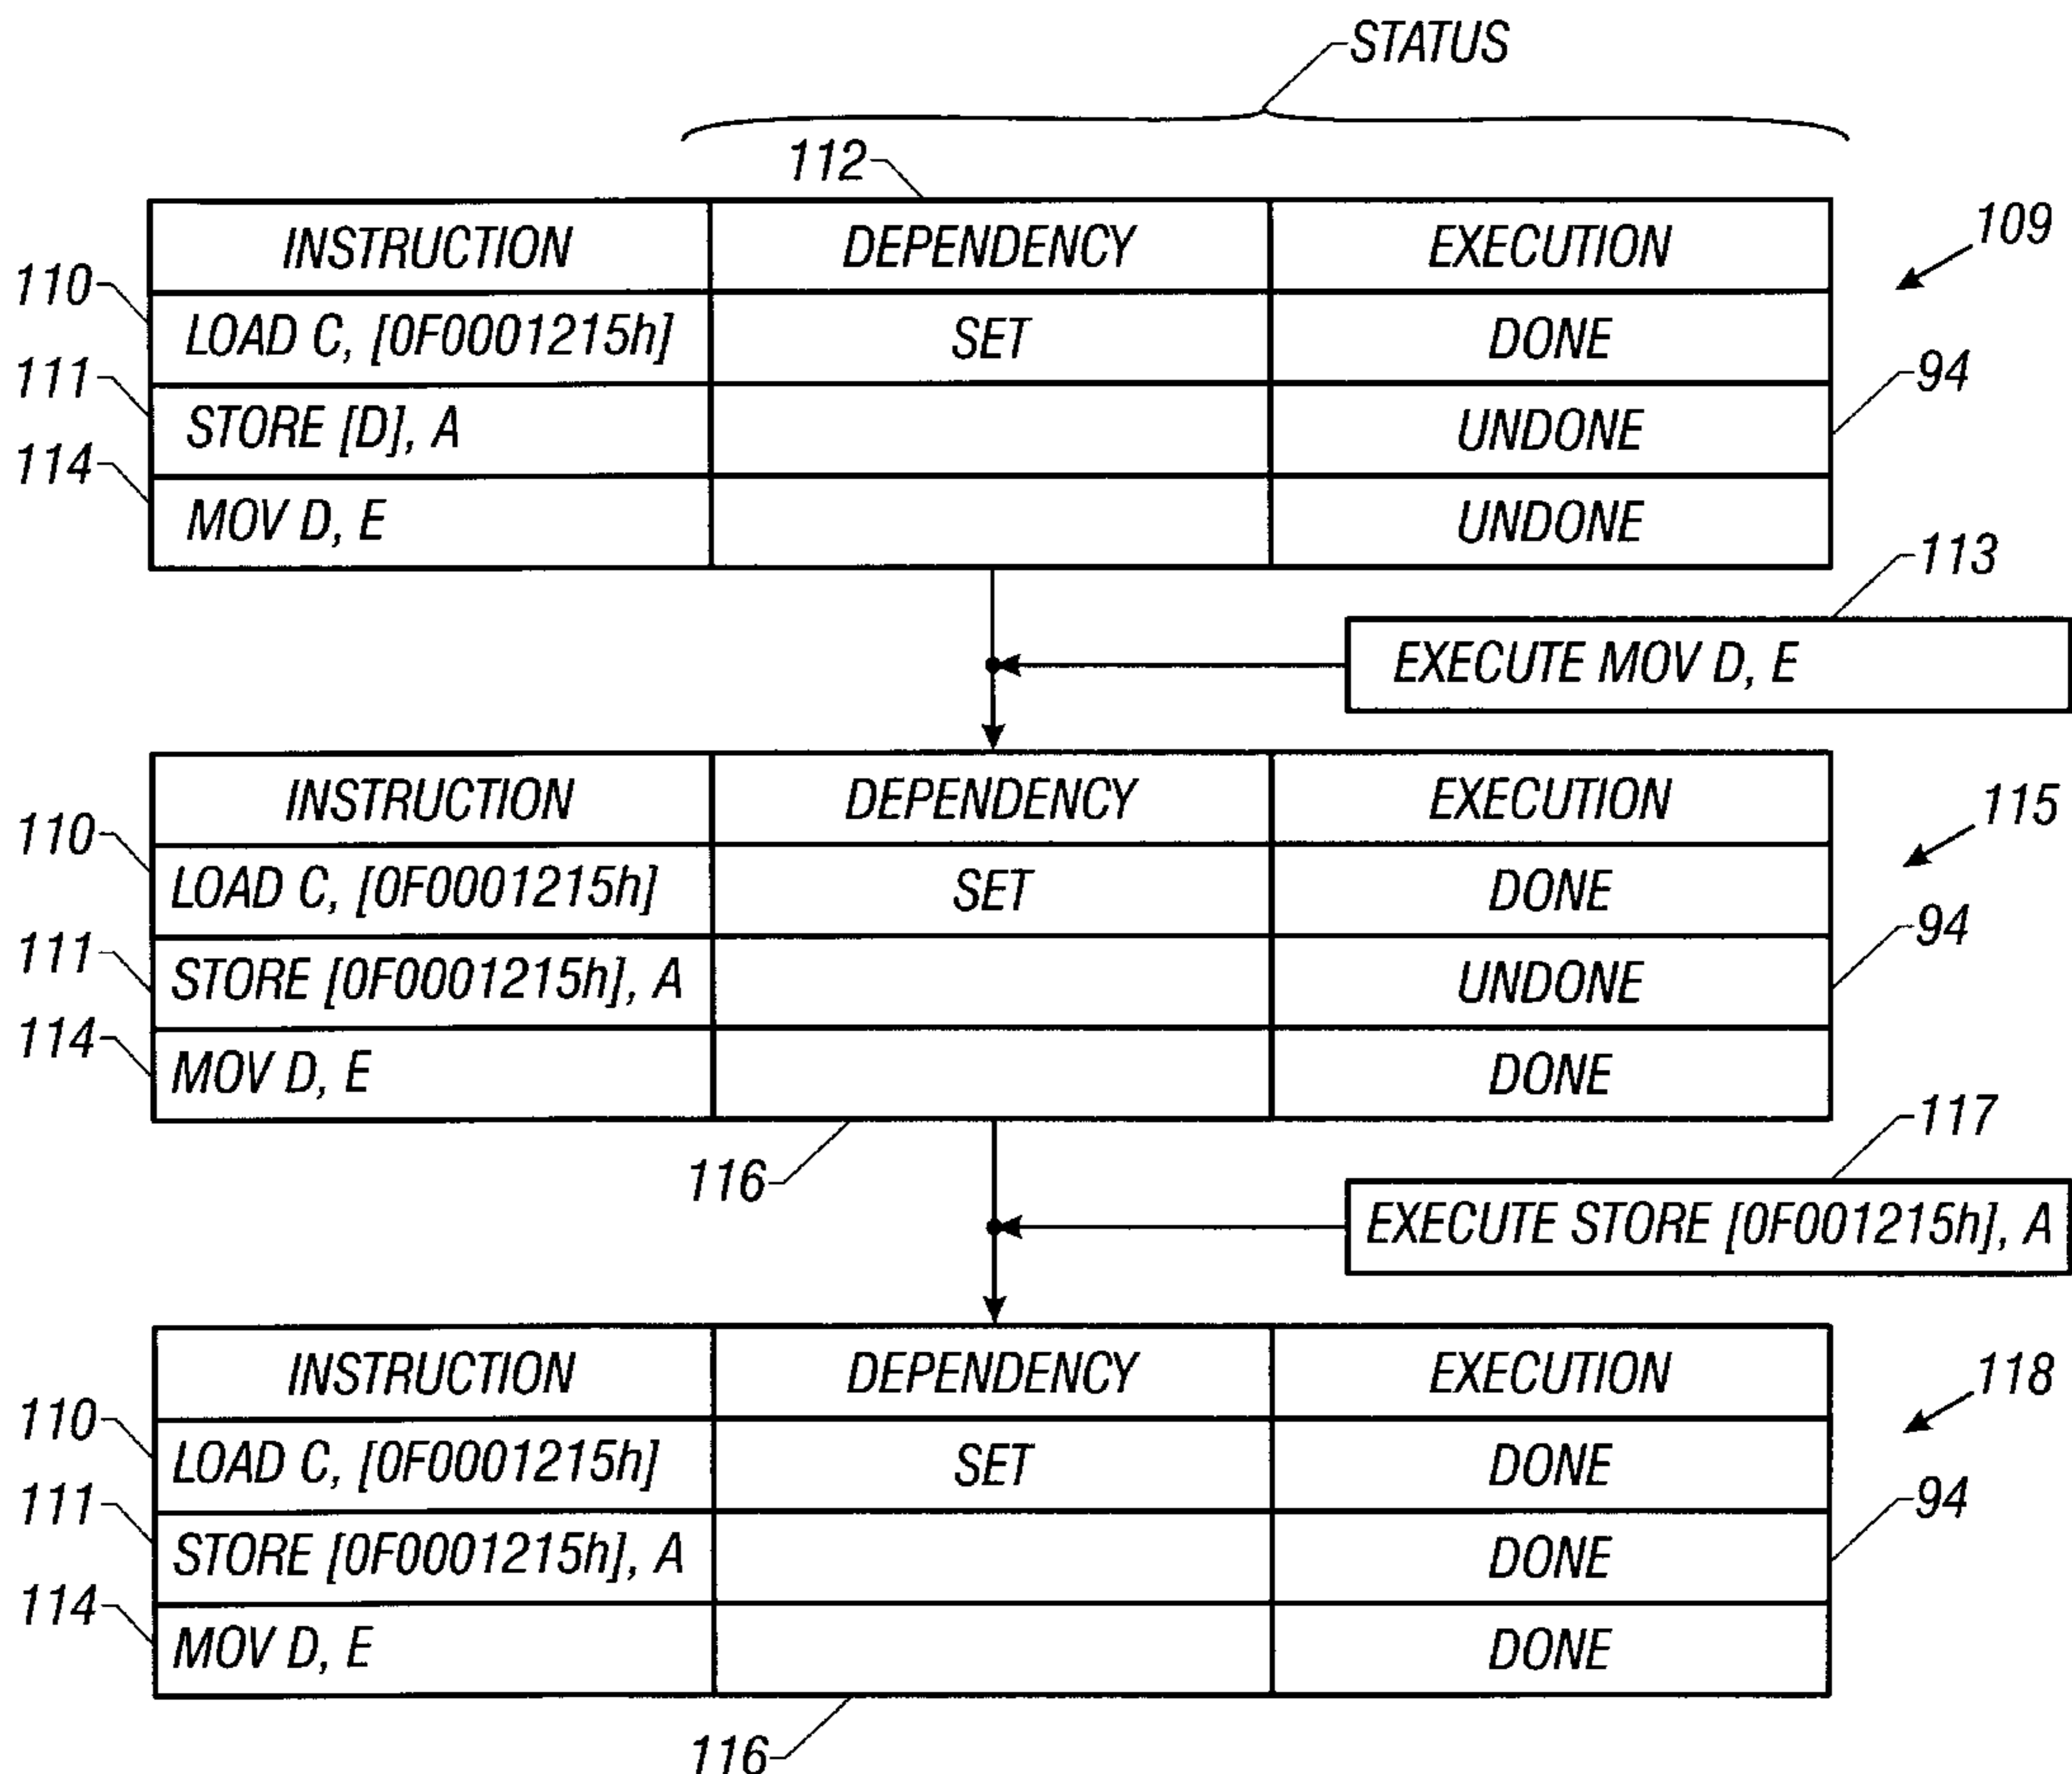 STATUS
112
INSTRUCTION DEPENDENCY EXECUTION
109
110
LOAD C, [0F0001215h] SET DONE
111
94
STORE [D], A UNDONE
114
MOV D, E UNDONE
113
EXECUTE MOV D, E
INSTRUCTION DEPENDENCY EXECUTION
115
110
LOAD C, [0F0001215h] SET DONE
111
94
STORE [0F0001215h], A UNDONE
114
MOV D, E DONE
117
116
EXECUTE STORE [0F001215h], A
INSTRUCTION DEPENDENCY EXECUTION
118
110
LOAD C, [0F0001215h] SET DONE
111
94
STORE [0F0001215h], A DONE
114
MOV D, E DONE
116